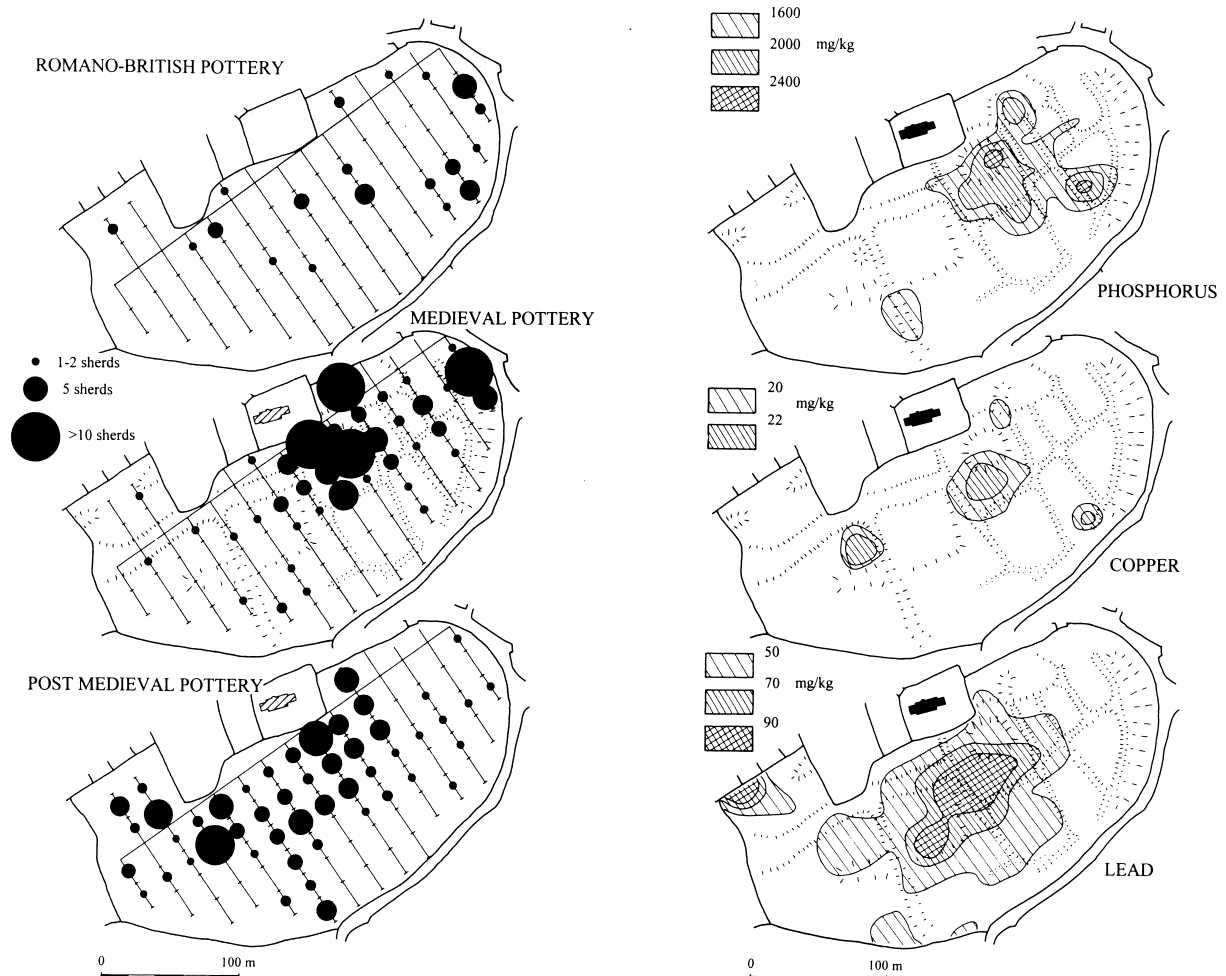 ROMANO-BRITISH POTTERY
MEDIEVAL POTTERY
1-2 sherds
5 sherds
>10 sherds
POST MEDIEVAL POTTERY
0 100 m
1600
2000 mg/kg
2400
PHOSPHORUS
20
mg/kg
22
COPPER
50
70 mg/kg
90
LEAD
0 100 m